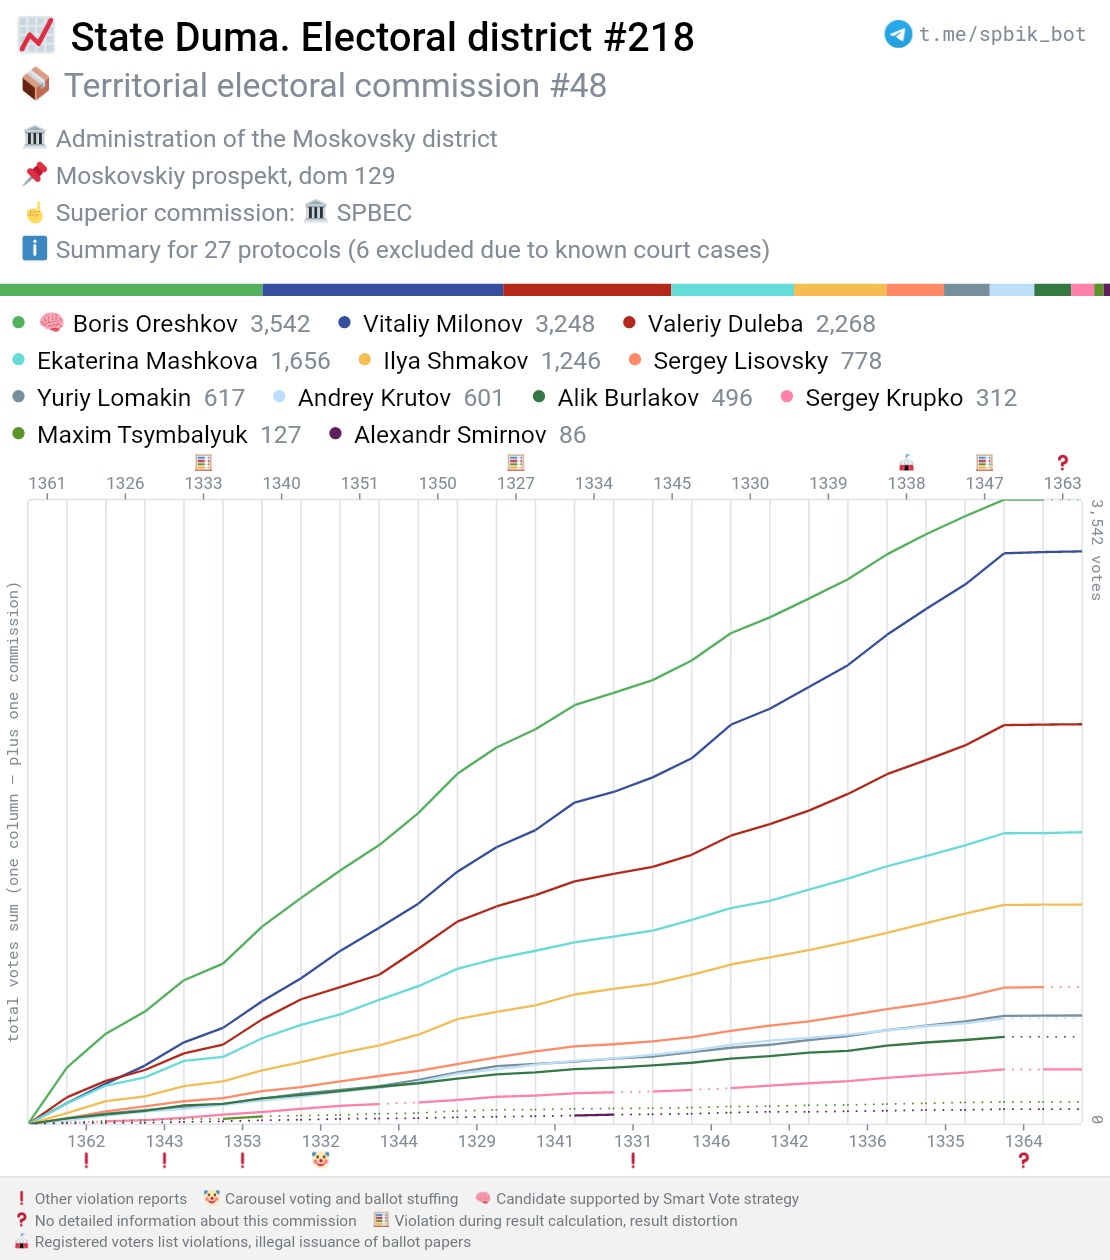 State Duma. Electoral district #218
t.me/spbik_bot
Territorial electoral commission #48
Administration of the Moskovsky district
Moskovskiy prospekt, dom 129
Superior commission: SPBEC
Summary for 27 protocols (6 excluded due to known court cases)
Boris Oreshkov 3,542 Vitaliy Milonov 3,248 Valeriy Duleba 2,268
Ekaterina Mashkova 1,656 Ilya Shmakov 1,246 Sergey Lisovsky 778
Yuriy Lomakin 617 Andrey Krutov 601 Alik Burlakov 496 Sergey Krupko 312
Maxim Tsymbalyuk 127 Alexandr Smirnov 86
1361 1326 1333 1340 1351 1350 1327 1334 1345 1330 1339 1338 1347 1363
3,542 votes
total votes sum (one column — plus one commission)
0
1362 1343 1353 1332 1344 1329 1341 1331 1346 1342 1336 1335 1364
Other violation reports Carousel voting and ballot stuffing Candidate supported by Smart Vote strategy
No detailed information about this commission Violation during result calculation, result distortion
Registered voters list violations, illegal issuance of ballot papers